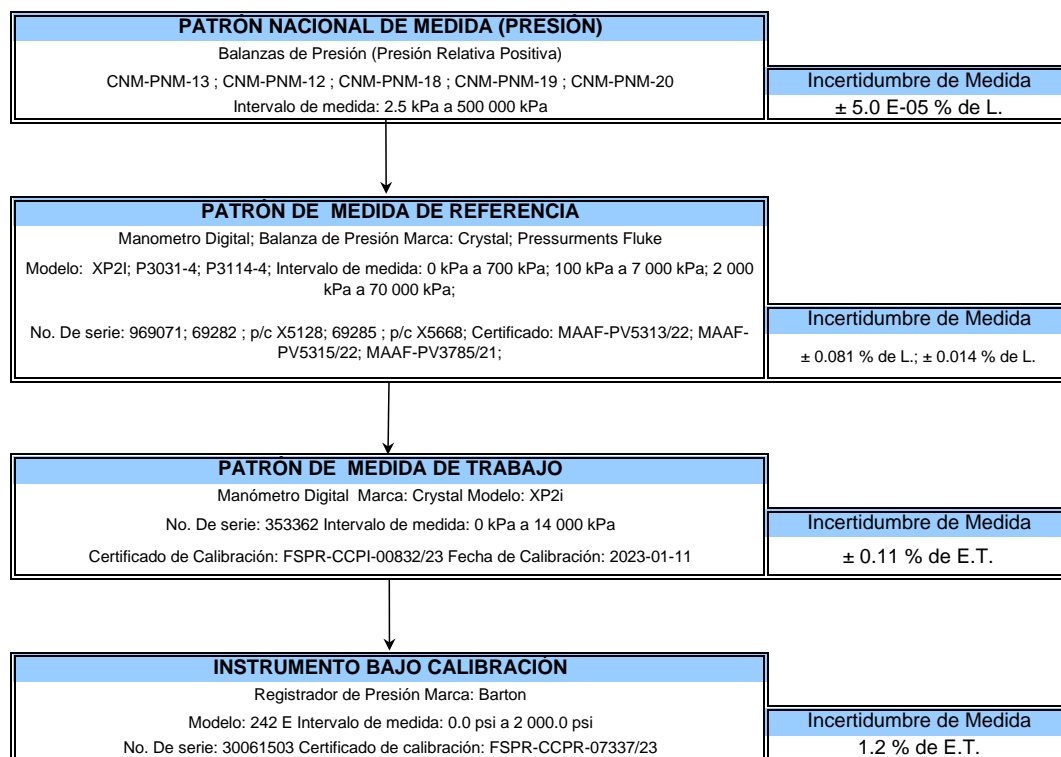 PATRÓN NACIONAL DE MEDIDA (PRESIÓN)
Balanzas de Presión (Presión Relativa Positiva)
CNM-PNM-13 ; CNM-PNM-12 ; CNM-PNM-18 ; CNM-PNM-19 ; CNM-PNM-20
Intervalo de medida: 2.5 kPa a 500 000 kPa
Incertidumbre de Medida
± 5.0 E-05 % de L.
PATRÓN DE MEDIDA DE REFERENCIA
Manometro Digital; Balanza de Presión Marca: Crystal; Pressurments Fluke
Modelo: XP2I; P3031-4; P3114-4; Intervalo de medida: 0 kPa a 700 kPa; 100 kPa a 7 000 kPa; 2 000
kPa a 70 000 kPa;
No. De serie: 969071; 69282 ; p/c X5128; 69285 ; p/c X5668; Certificado: MAAF-PV5313/22; MAAF-
PV5315/22; MAAF-PV3785/21;
Incertidumbre de Medida
± 0.081 % de L.; ± 0.014 % de L.
PATRÓN DE MEDIDA DE TRABAJO
Manómetro Digital Marca: Crystal Modelo: XP2i
No. De serie: 353362 Intervalo de medida: 0 kPa a 14 000 kPa
Certificado de Calibración: FSPR-CCPI-00832/23 Fecha de Calibración: 2023-01-11
Incertidumbre de Medida
± 0.11 % de E.T.
INSTRUMENTO BAJO CALIBRACIÓN
Registrador de Presión Marca: Barton
Modelo: 242 E Intervalo de medida: 0.0 psi a 2 000.0 psi
No. De serie: 30061503 Certificado de calibración: FSPR-CCPR-07337/23
Incertidumbre de Medida
1.2 % de E.T.